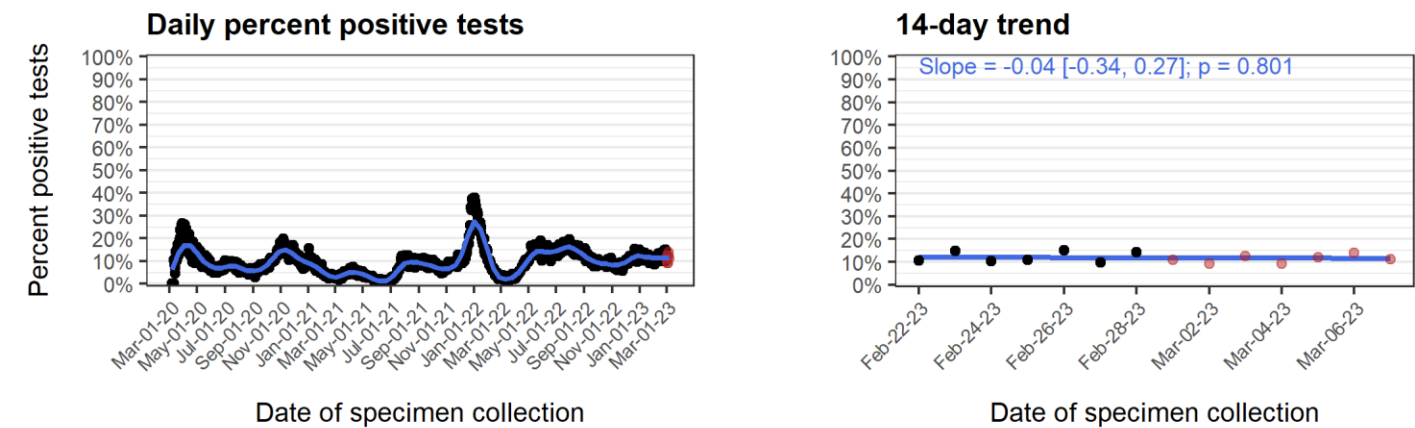 Daily percent positive tests
Percent positive tests
100%
90%
80%
70%
60%
50%
40%
30%
20%
10%
0%
Mar-01-20
May-01-20
Jul-01-20
Sep-01-20
Nov-01-20
Jan-01-21
Mar-01-21
May-01-21
Jul-01-21
Sep-01-21
Nov-01-21
Jan-01-22
Mar-01-22
May-01-22
Jul-01-22
Sep-01-22
Nov-01-22
Jan-01-23
Mar-01-23
Date of specimen collection
14-day trend
Slope = -0.04 [-0.34, 0.27]; p = 0.801
100%
90%
80%
70%
60%
50%
40%
30%
20%
10%
0%
Feb-22-23
Feb-24-23
Feb-26-23
Feb-28-23
Mar-02-23
Mar-04-23
Mar-06-23
Date of specimen collection